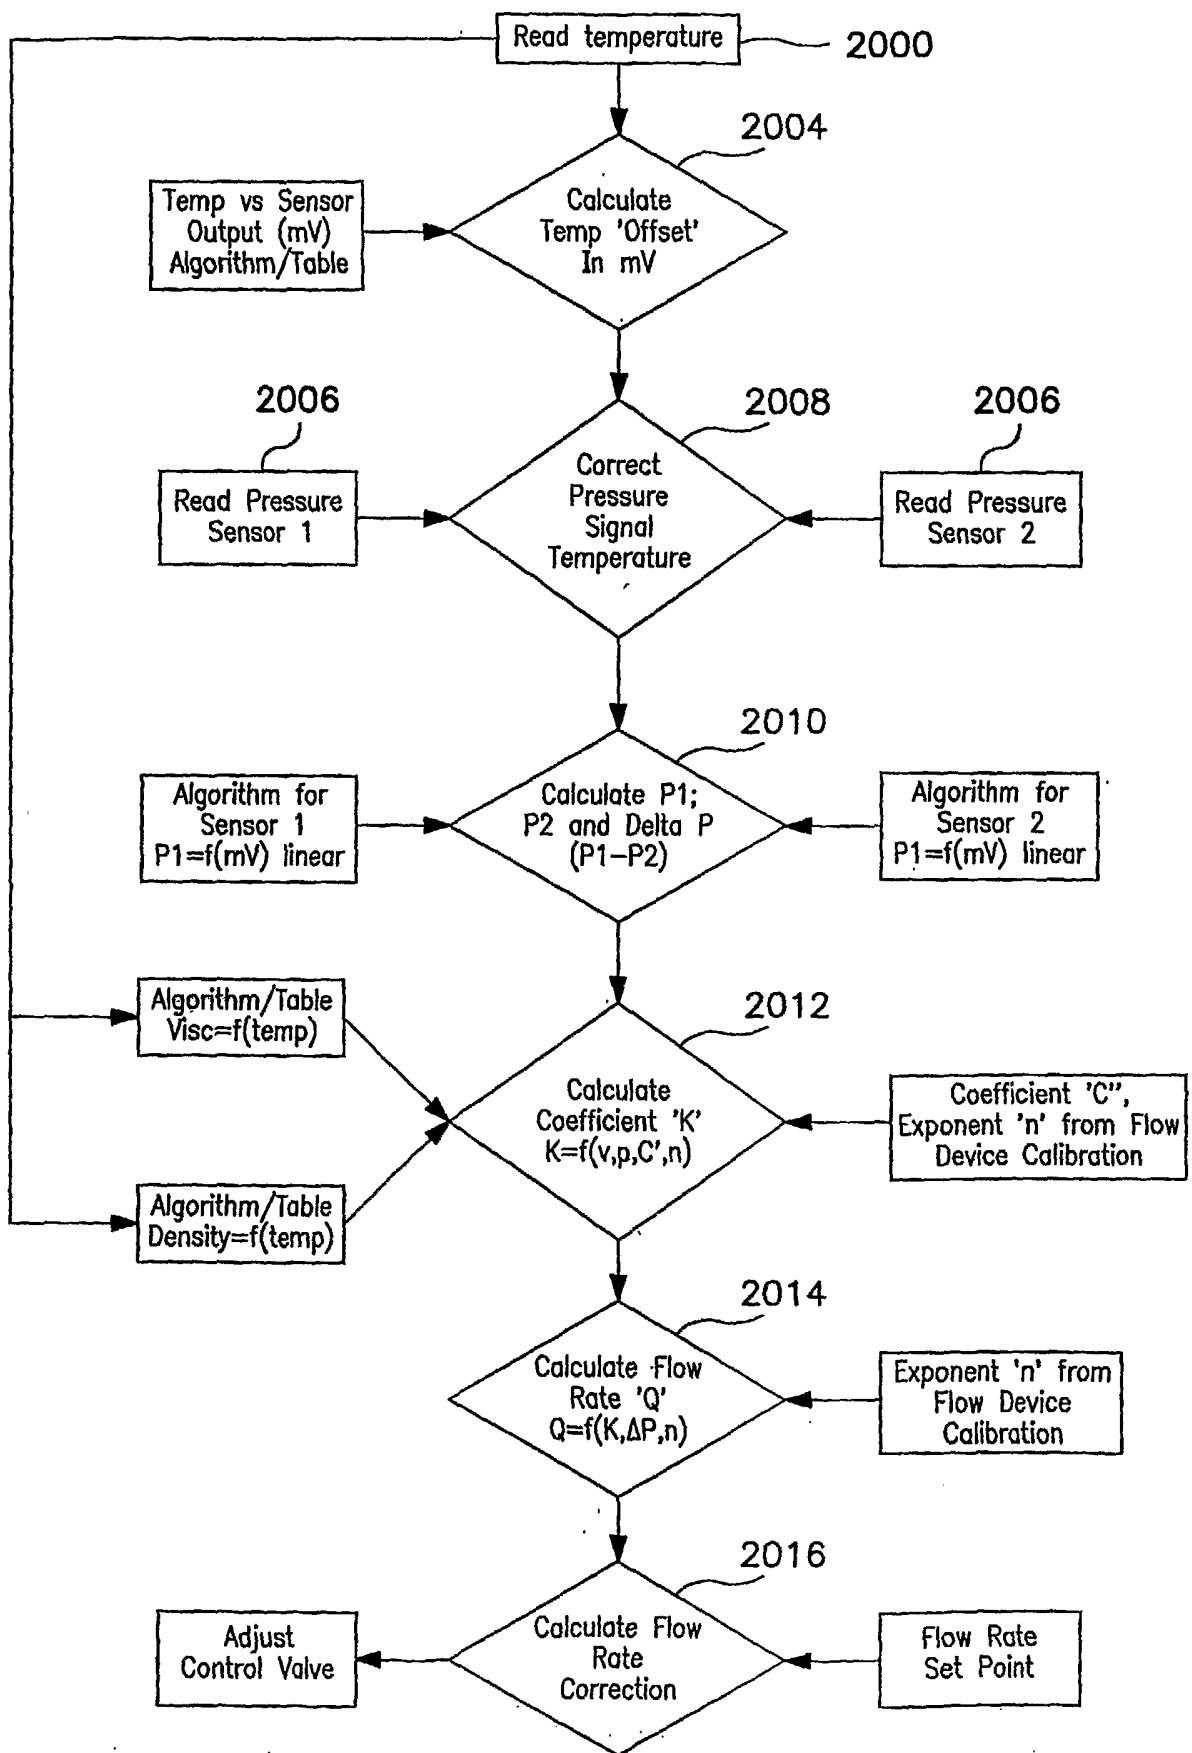 Read temperature
2000
2004
Temp vs Sensor
Output (mV)
Algorithm/Table
Calculate
Temp 'Offset'
In mV
2006
2008
2006
Read Pressure
Sensor 1
Correct
Pressure
Signal
Temperature
Read Pressure
Sensor 2
2010
Algorithm for
Sensor 1
P1=f(mV) linear
Calculate P1;
P2 and Delta P
(P1-P2)
Algorithm for
Sensor 2
P1=f(mV) linear
2012
Algorithm/Table
Visc=f(temp)
Calculate
Coefficient 'K'
K=f(v,p,C',n)
Coefficient 'C'',
Exponent 'n' from Flow
Device Calibration
Algorithm/Table
Density=f(temp)
2014
Calculate Flow
Rate 'Q'
Q=f(K,ΔP,n)
Exponent 'n' from
Flow Device
Calibration
2016
Adjust
Control Valve
Calculate Flow
Rate
Correction
Flow Rate
Set Point